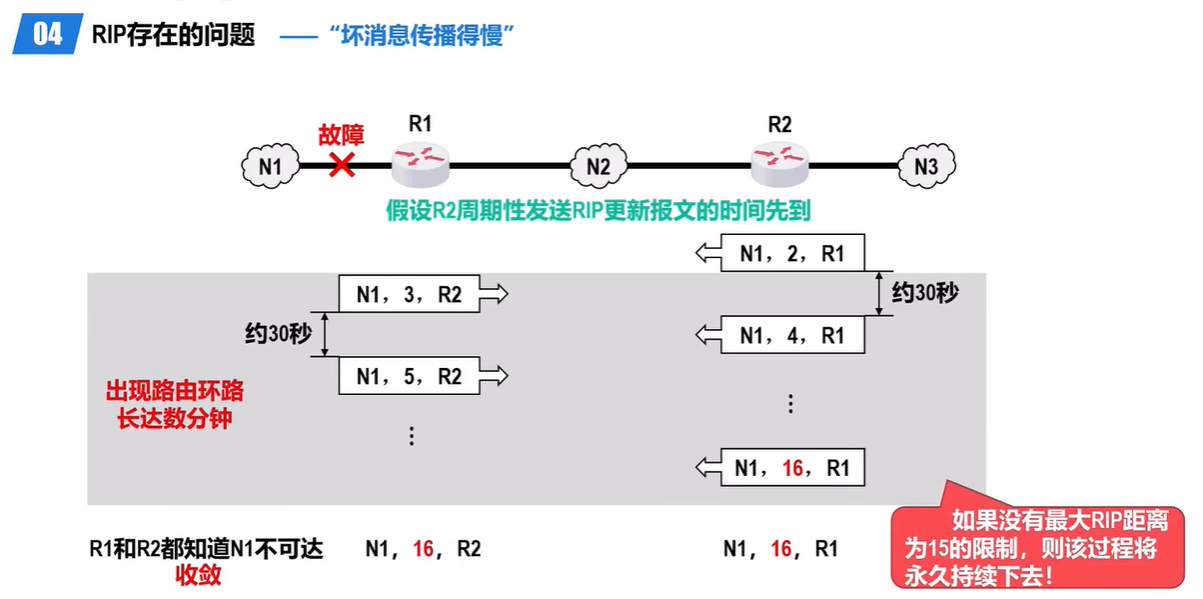 04 RIP存在的问题 —— “坏消息传播得慢”
故障
R1
R2
N1
N2
N3
假设R2周期性发送RIP更新报文的时间先到
N1，2，R1
N1，3，R2
约30秒
约30秒
N1，4，R1
N1，5，R2
出现路由环路
长达数分钟
⋮
⋮
N1，16，R1
R1和R2都知道N1不可达
收敛
N1，16，R2
N1，16，R1
如果没有最大RIP距离
为15的限制，则该过程将
永久持续下去！